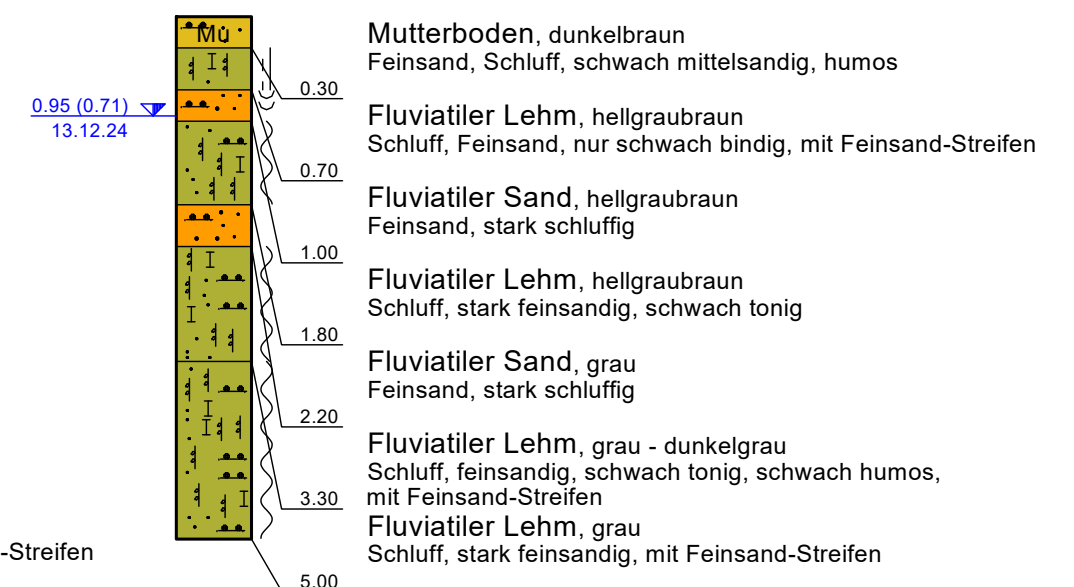 Mu
Mutterboden, dunkelbraun
Feinsand, Schluff, schwach mittelsandig, humos
0.30
0.95 (0.71)
13.12.24
Fluviatiler Lehm, hellgraubraun
Schluff, Feinsand, nur schwach bindig, mit Feinsand-Streifen
0.70
Fluviatiler Sand, hellgraubraun
Feinsand, stark schluffig
1.00
Fluviatiler Lehm, hellgraubraun
Schluff, stark feinsandig, schwach tonig
1.80
Fluviatiler Sand, grau
Feinsand, stark schluffig
2.20
Fluviatiler Lehm, grau - dunkelgrau
Schluff, feinsandig, schwach tonig, schwach humos,
mit Feinsand-Streifen
3.30
Fluviatiler Lehm, grau
Schluff, stark feinsandig, mit Feinsand-Streifen
-Streifen
5.00